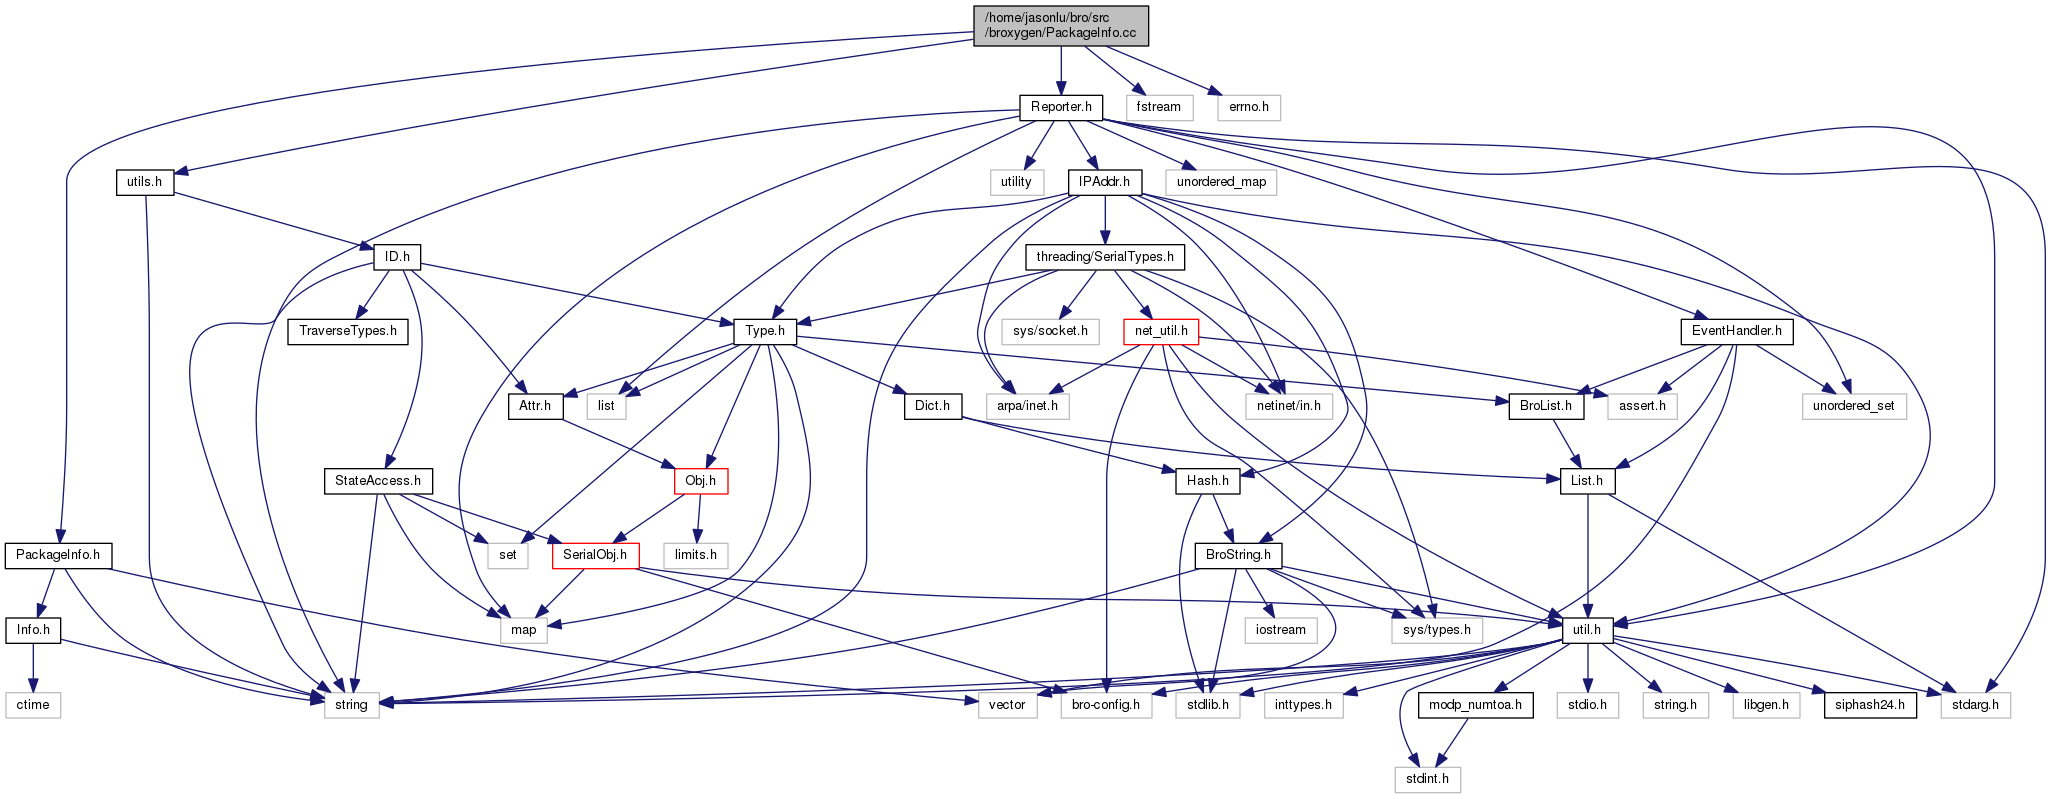 /home/jasonlu/bro/src
/broxygen/PackageInfo.cc
Reporter.h
fstream
errno.h
utils.h
utility
IPAddr.h
unordered_map
ID.h
threading/SerialTypes.h
TraverseTypes.h
Type.h
sys/socket.h
net_util.h
EventHandler.h
Attr.h
list
Dict.h
arpa/inet.h
netinet/in.h
BroList.h
assert.h
unordered_set
StateAccess.h
Obj.h
Hash.h
List.h
PackageInfo.h
set
SerialObj.h
limits.h
BroString.h
Info.h
map
iostream
sys/types.h
util.h
ctime
string
vector
bro-config.h
stdlib.h
inttypes.h
modp_numtoa.h
stdio.h
string.h
libgen.h
siphash24.h
stdarg.h
stdint.h